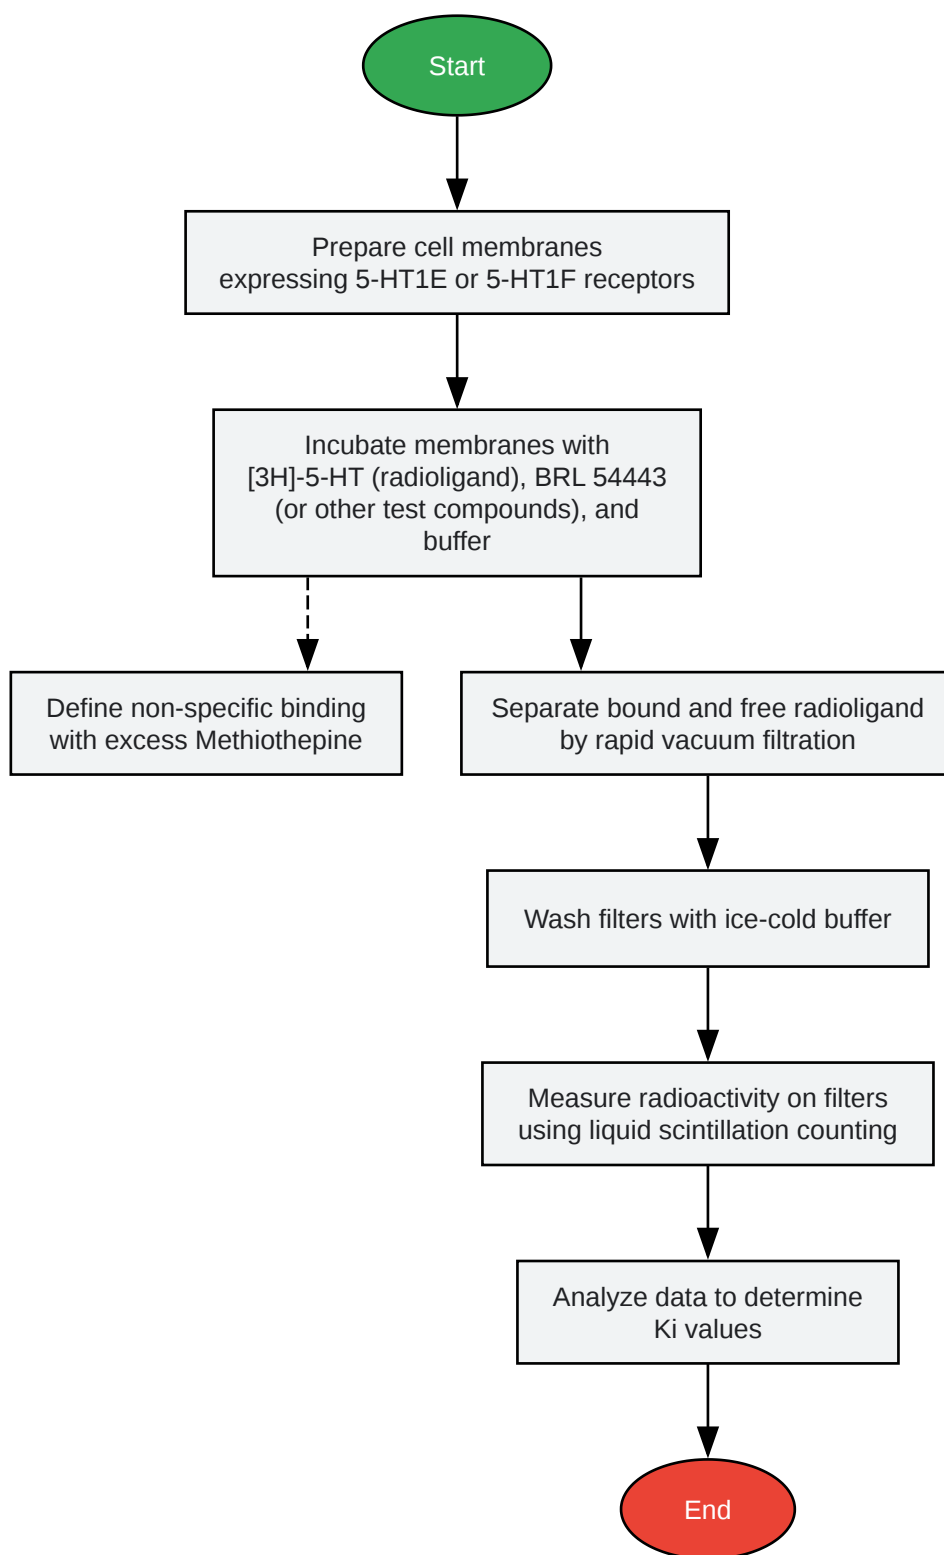 Start
Prepare cell membranes
expressing 5-HT1E or 5-HT1F receptors
Incubate membranes with
[3H]-5-HT (radioligand), BRL 54443
(or other test compounds), and
buffer
Define non-specific binding
with excess Methiothepine
Separate bound and free radioligand
by rapid vacuum filtration
Wash filters with ice-cold buffer
Measure radioactivity on filters
using liquid scintillation counting
Analyze data to determine
Ki values
End